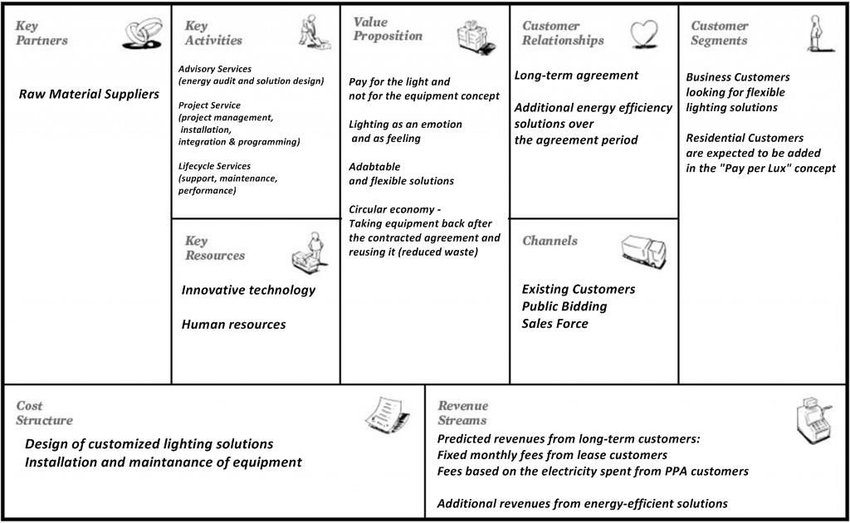 Key
Partners
Raw Material Suppliers
Key
Activities
Advisory Services
(energy audit and solution design)
Project Service
(project management,
installation,
integration & programming)
Lifecycle Services
(support, maintenance,
performance)
Key
Resources
Innovative technology
Human resources
Value
Proposition
Pay for the light and
not for the equipment concept
Lighting as an emotion
and as feeling
Adabtable
and flexible solutions
Circular economy -
Taking equipment back after
the contracted agreement and
reusing it (reduced waste)
Customer
Relationships
Long-term agreement
Additional energy efficiency
solutions over
the agreement period
Channels
Existing Customers
Public Bidding
Sales Force
Customer
Segments
Business Customers
looking for flexible
lighting solutions
Residential Customers
are expected to be added
in the "Pay per Lux" concept
Cost
Structure
Design of customized lighting solutions
Installation and maintanance of equipment
Revenue
Streams
Predicted revenues from long-term customers:
Fixed monthly fees from lease customers
Fees based on the electricity spent from PPA customers
Additional revenues from energy-efficient solutions